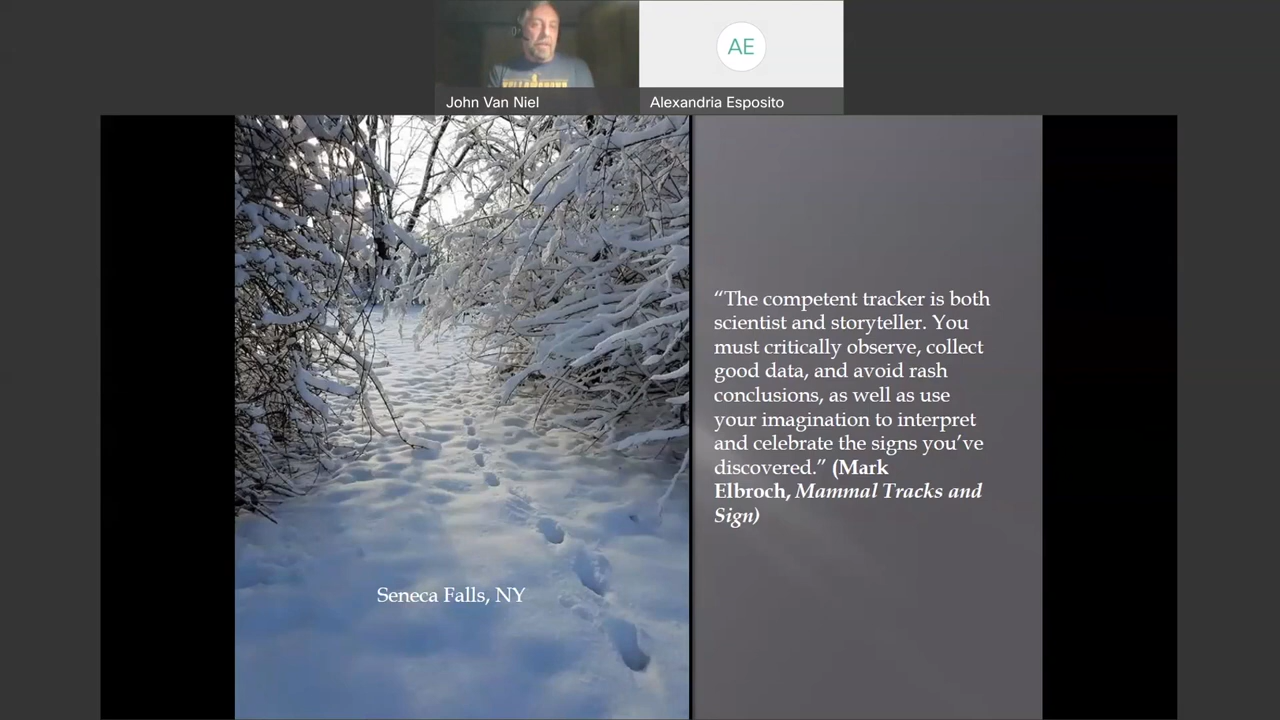 John Van Niel
AE
Alexandria Esposito
“The competent tracker is both
scientist and storyteller. You
must critically observe, collect
good data, and avoid rash
conclusions, as well as use
your imagination to interpret
and celebrate the signs you’ve
discovered.” (Mark
Elbroch, Mammal Tracks and
Sign)
Seneca Falls, NY